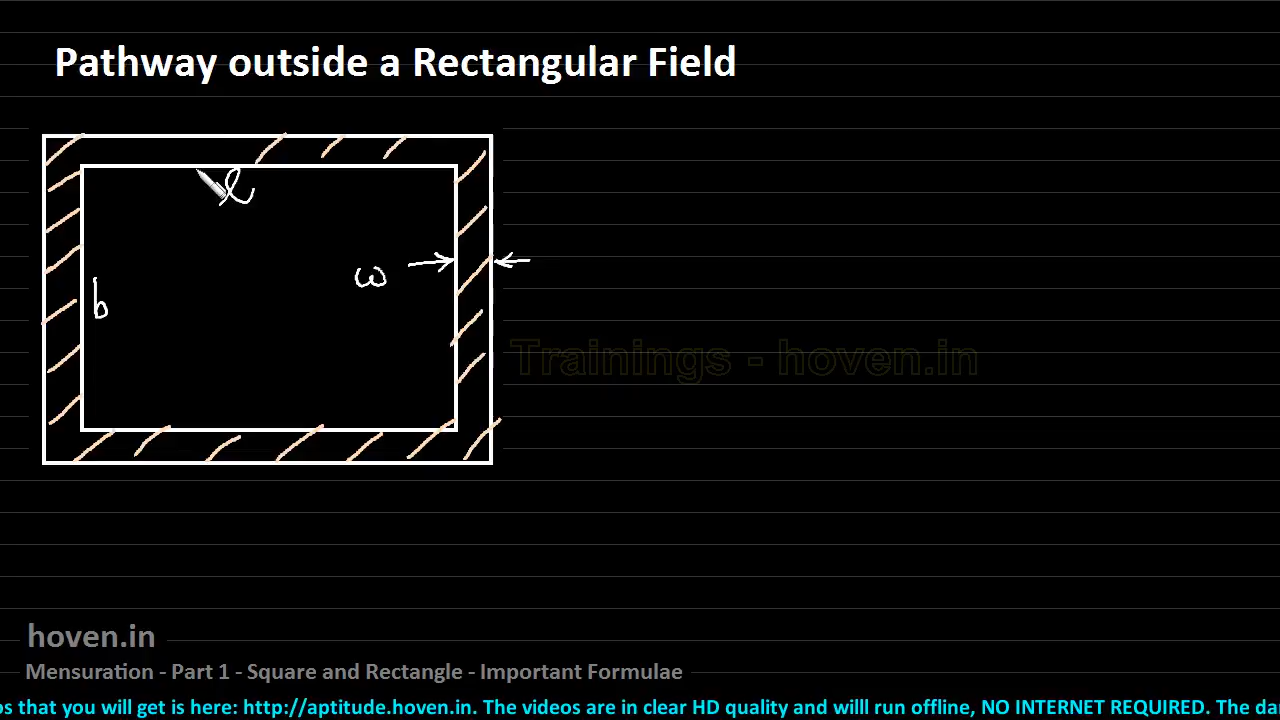 Pathway outside a Rectangular Field
l
ω
b
Trainings - hoven.in
hoven.in
Mensuration - Part 1 - Square and Rectangle - Important Formulae
os that you will get is here: http://aptitude.hoven.in. The videos are in clear HD quality and willl run offline, NO INTERNET REQUIRED. The da